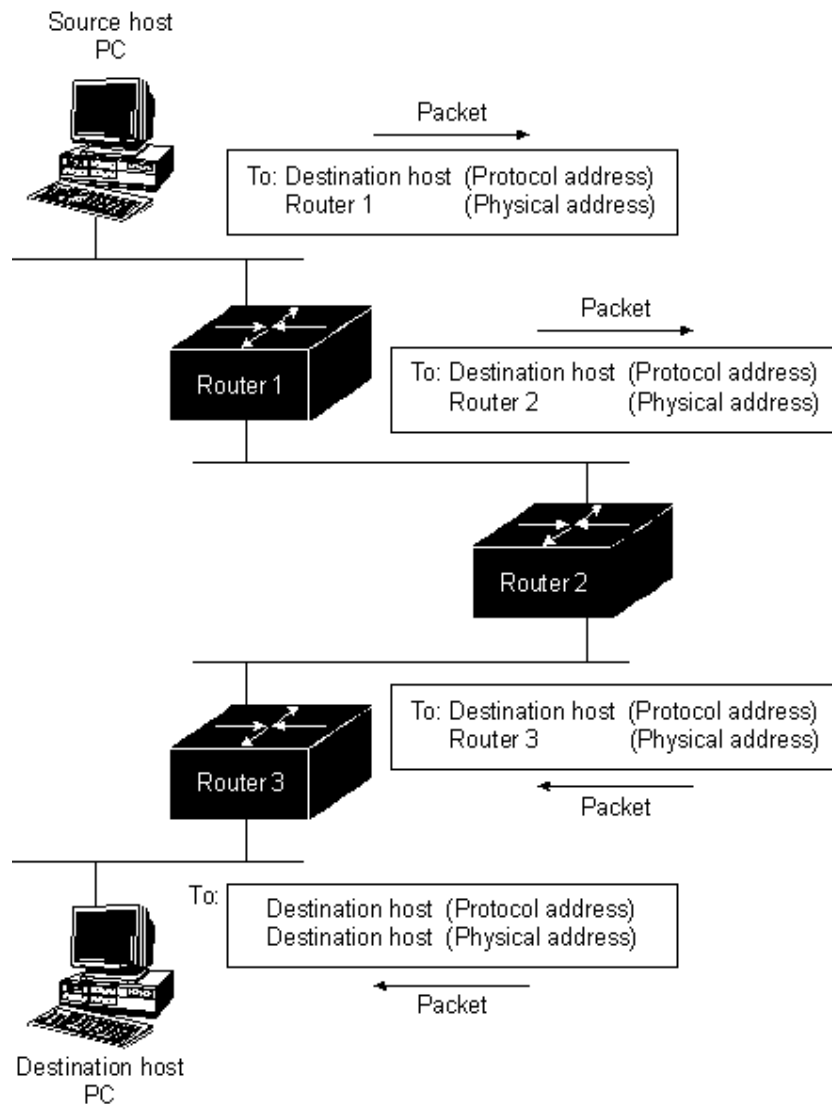 Source host
PC
Packet
To: Destination host (Protocol address)
Router 1 (Physical address)
Router 1
Packet
To: Destination host (Protocol address)
Router 2 (Physical address)
Router 2
To: Destination host (Protocol address)
Router 3 (Physical address)
Packet
Router 3
To:
Destination host (Protocol address)
Destination host (Physical address)
Packet
Destination host
PC